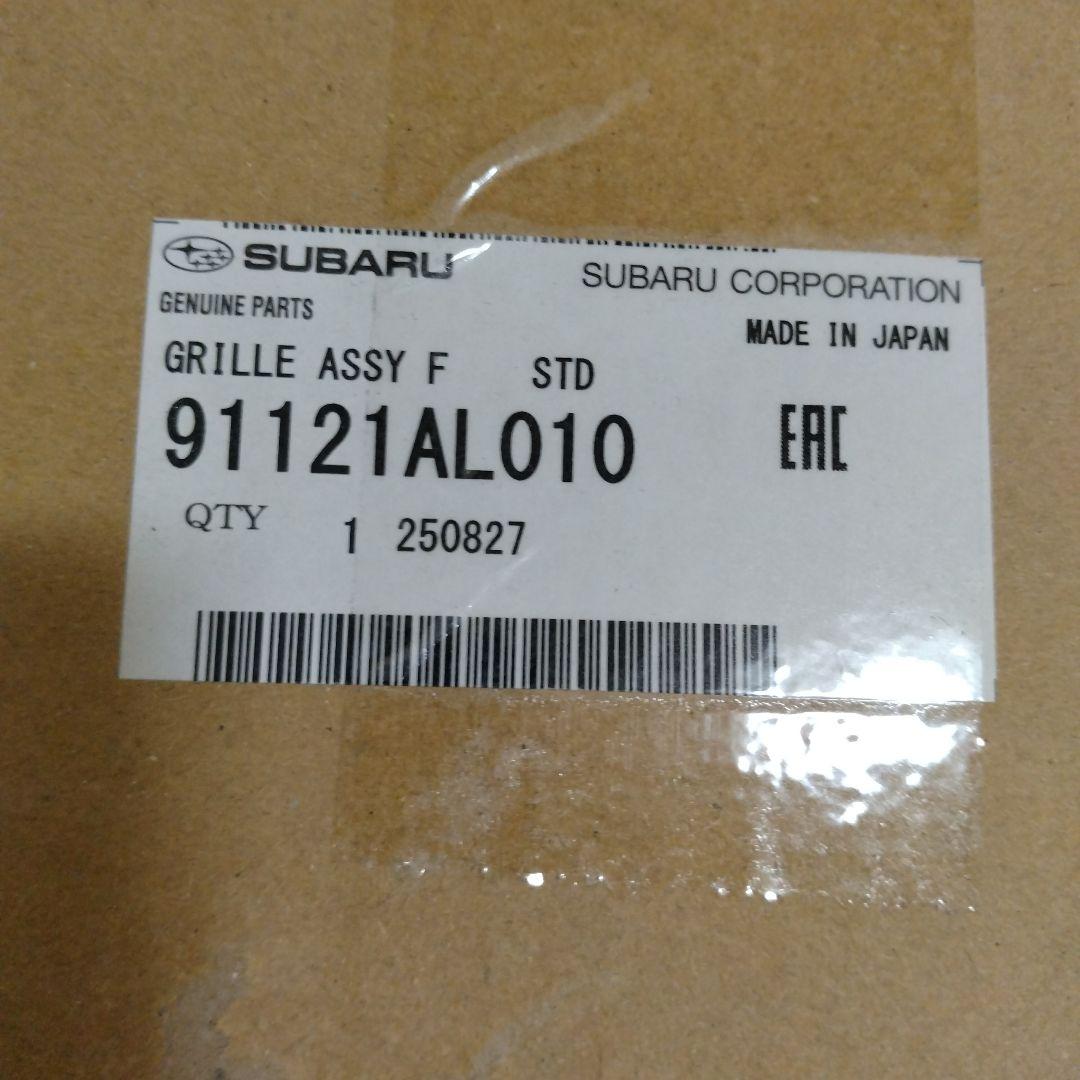 SUBARU
SUBARU CORPORATION
GENUINE PARTS
MADE IN JAPAN
GRILLE ASSY F STD
91121AL010
EAC
QTY 1 250827